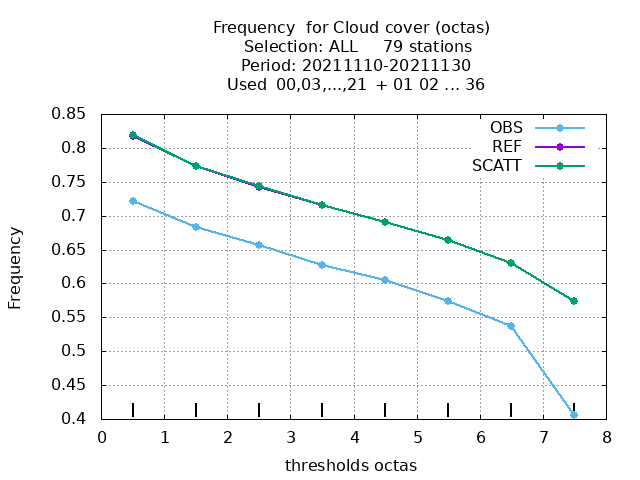 Frequency  for Cloud cover (octas)
Selection: ALL     79 stations
Period: 20211110-20211130
Used  00,03,...,21  + 01 02 ... 36
0.85
0.8
0.75
0.7
0.65
0.6
0.55
0.5
0.45
0.4
Frequency
OBS
REF
SCATT
0 1 2 3 4 5 6 7 8
thresholds octas